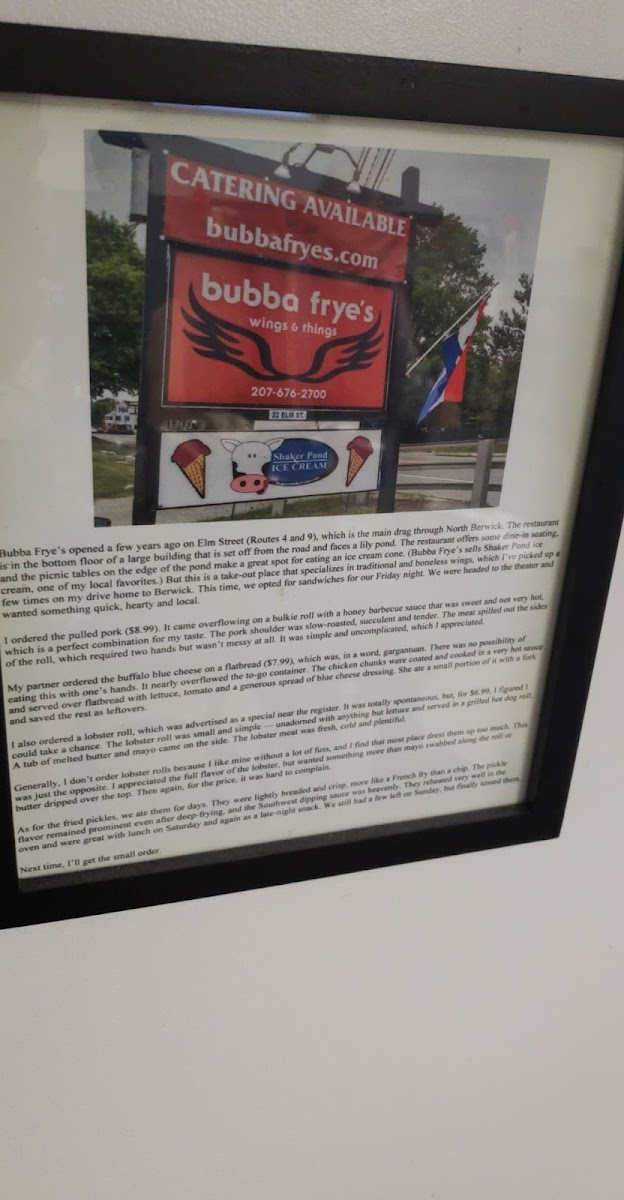 CATERING AVAILABLE
bubbafryes.com
bubba frye's
wings & things
207-676-2700
22 ELM ST.
Shaker Pond
ICE CREAM
Bubba Frye's opened a few years ago on Elm Street (Routes 4 and 9), which is the main drag through North Berwick. The restaurant
is in the bottom floor of a large building that is set off from the road and faces a lily pond. The restaurant offers some dine-in seating,
and the picnic tables on the edge of the pond make a great spot for eating an ice cream cone. (Bubba Frye's sells Shaker Pond ice
cream, one of my local favorites.) But this is a take-out place that specializes in traditional and boneless wings, which I've picked up a
few times on my drive home to Berwick. This time, we opted for sandwiches for our Friday night. We were headed to the theater and
wanted something quick, hearty and local.
I ordered the pulled pork ($8.99). It came overflowing on a bulkie roll with a honey barbecue sauce that was sweet and not very hot,
which is a perfect combination for my taste. The pork shoulder was slow-roasted, succulent and tender. The meat spilled out the sides
of the roll, which required two hands but wasn't messy at all. It was simple and uncomplicated, which I appreciated.
My partner ordered the buffalo blue cheese on a flatbread ($7.99), which was, in a word, gargantuan. There was no possibility of
eating this with one's hands. It nearly overflowed the to-go container. The chicken chunks were coated and cooked in a very hot sauce
and served over flatbread with lettuce, tomato and a generous spread of blue cheese dressing. She ate a small portion of it with a fork
and saved the rest as leftovers.
I also ordered a lobster roll, which was advertised as a special near the register. It was totally spontaneous, but, for $6.99, I figured I
could take a chance. The lobster roll was small and simple — unadorned with anything but lettuce and served in a grilled hot dog roll.
A tub of melted butter and mayo came on the side. The lobster meat was fresh, cold and plentiful.
Generally, I don't order lobster rolls because I like mine without a lot of fuss, and I find that most place dress them up too much. This
was just the opposite. I appreciated the full flavor of the lobster, but wanted something more than mayo swabbed along the roll or
butter dripped over the top. Then again, for the price, it was hard to complain.
As for the fried pickles, we ate them for days. They were lightly breaded and crisp, more like a French fry than a chip. The pickle
flavor remained prominent even after deep-frying, and the Southwest dipping sauce was heavenly. They reheated very well in the
oven and were great with lunch on Saturday and again as a late-night snack. We still had a few left on Sunday, but finally tossed them.
Next time, I'll get the small order.